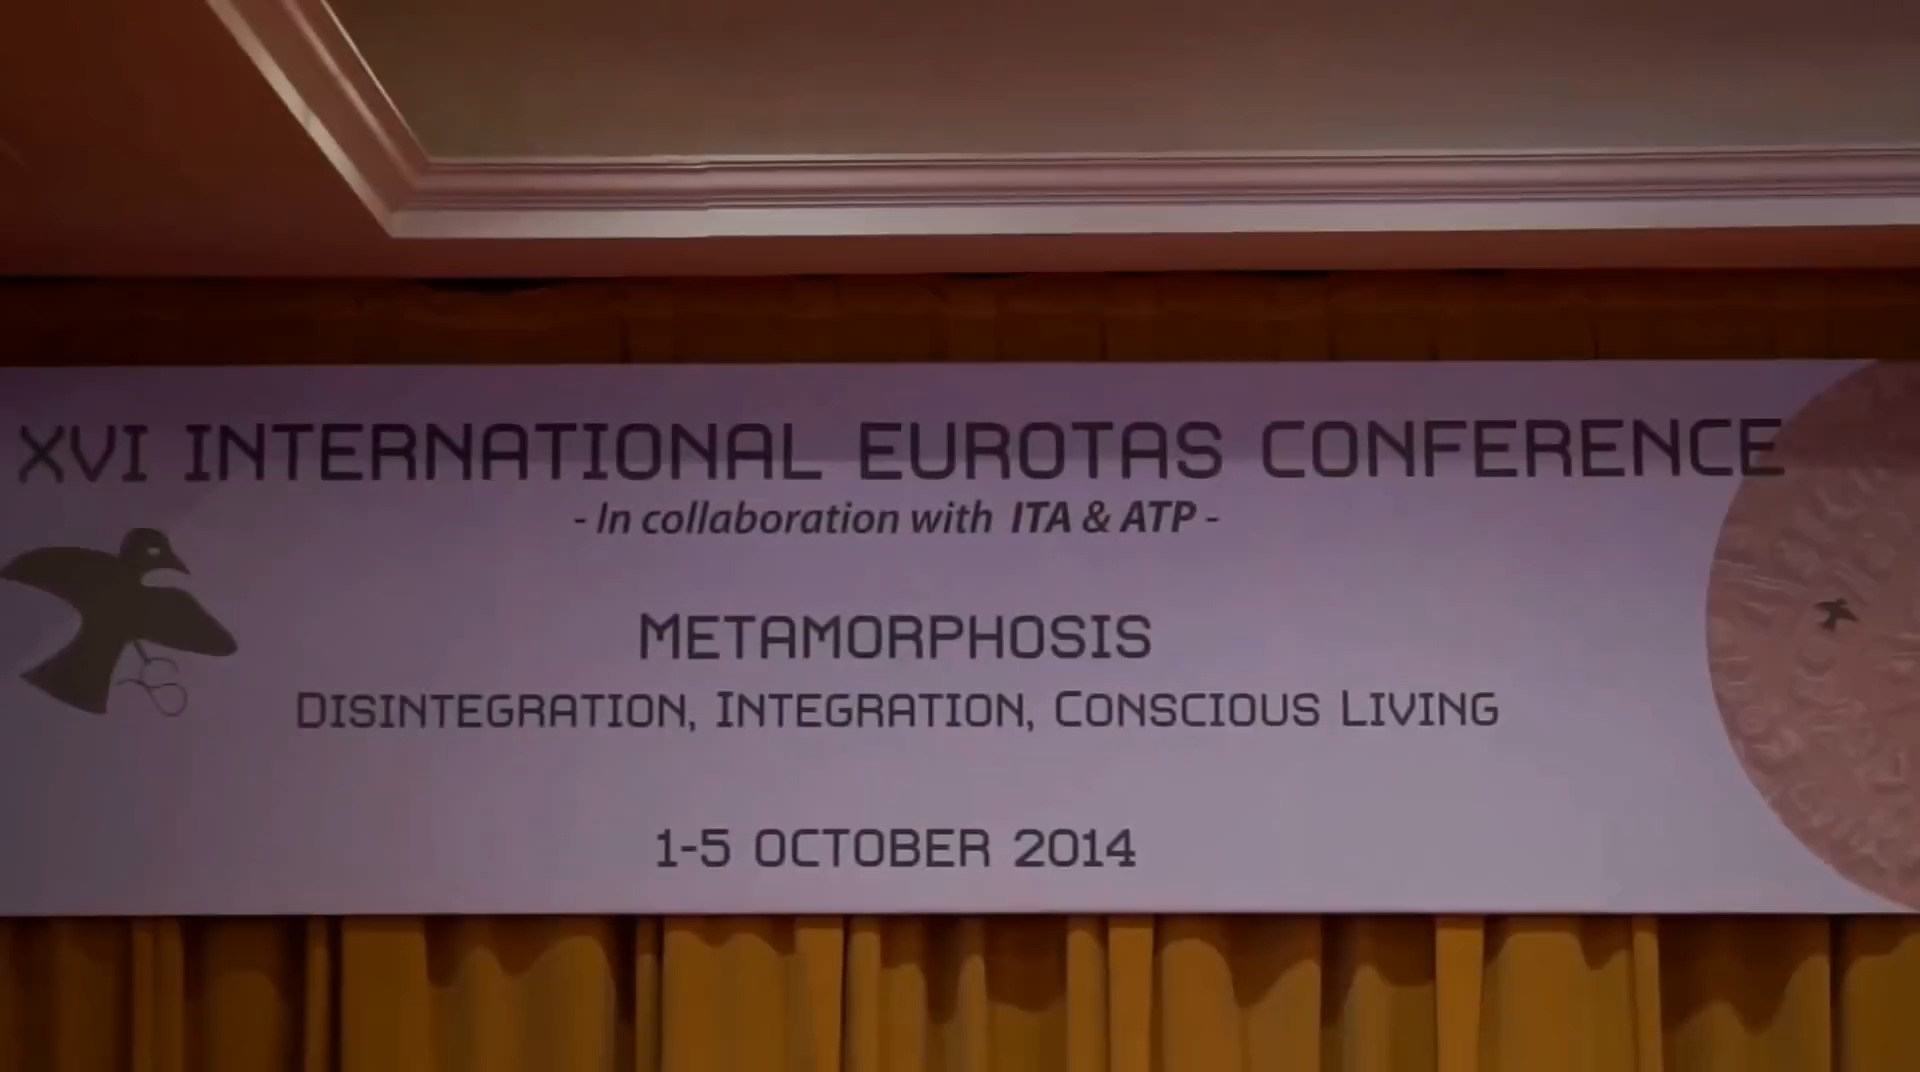 XVI INTERNATIONAL EUROTAS CONFERENCE
- In collaboration with ITA & ATP -
METAMORPHOSIS
DISINTEGRATION, INTEGRATION, CONSCIOUS LIVING
1-5 OCTOBER 2014